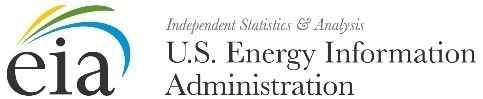 eia
Independent Statistics & Analysis
U.S. Energy Information
Administration